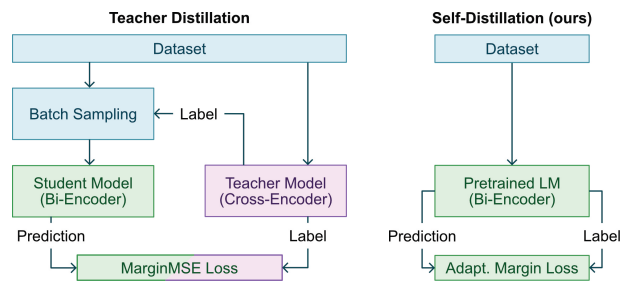 Teacher Distillation
Self-Distillation (ours)
Dataset
Dataset
Batch Sampling
Label
Student Model
(Bi-Encoder)
Teacher Model
(Cross-Encoder)
Pretrained LM
(Bi-Encoder)
Prediction
Label
Prediction
Label
MarginMSE Loss
Adapt. Margin Loss